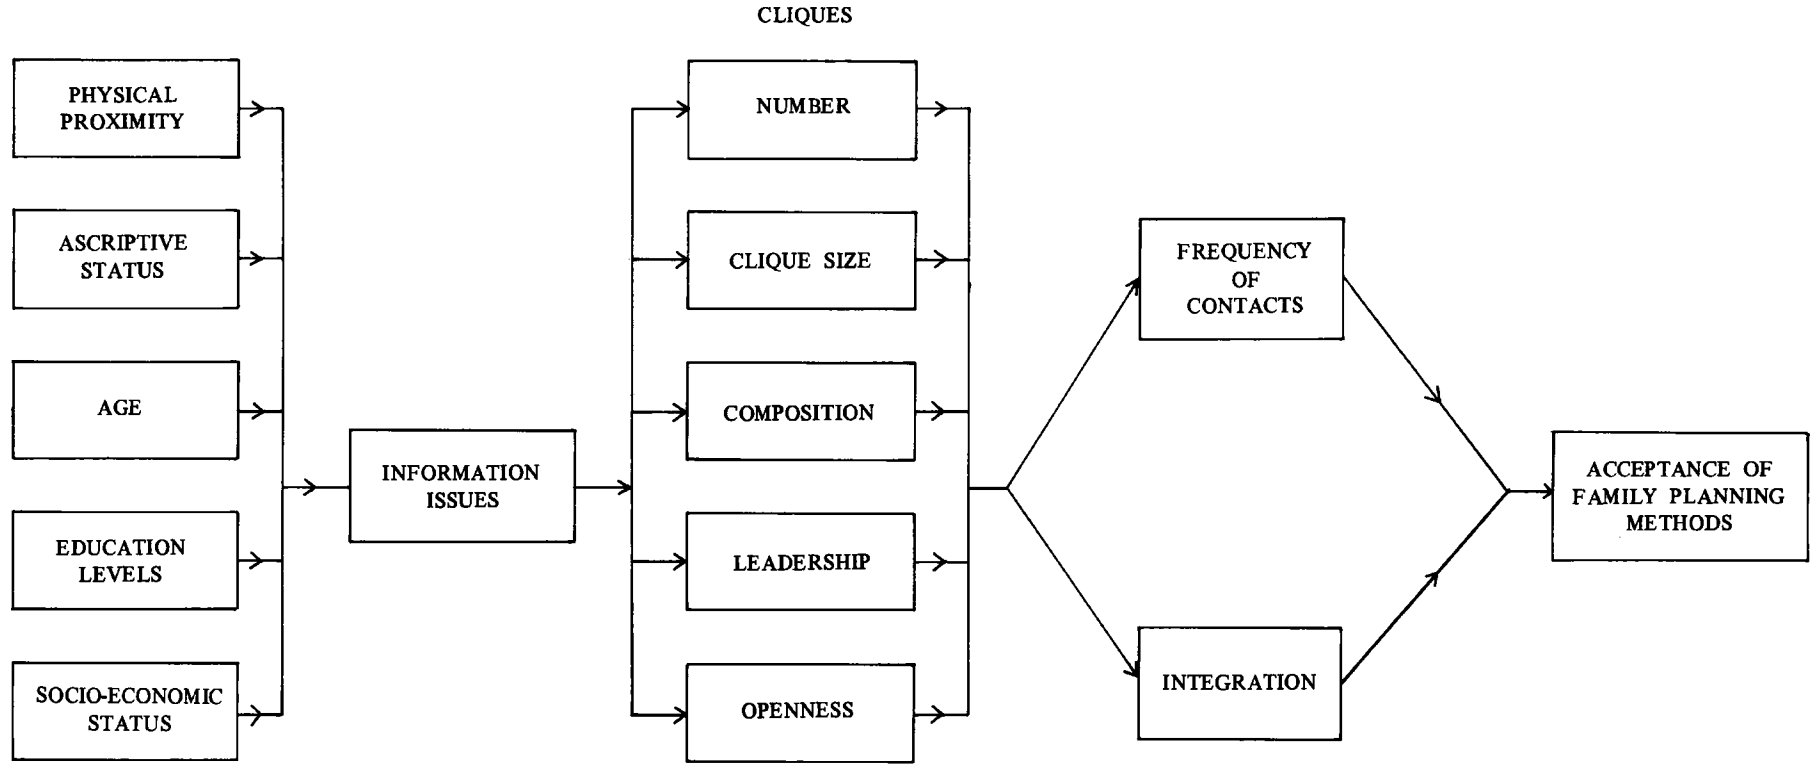 CLIQUES
PHYSICAL
PROXIMITY
ASCRIPTIVE
STATUS
AGE
EDUCATION
LEVELS
SOCIO-ECONOMIC
STATUS
INFORMATION
ISSUES
NUMBER
CLIQUE SIZE
COMPOSITION
LEADERSHIP
OPENNESS
FREQUENCY
OF
CONTACTS
INTEGRATION
ACCEPTANCE OF
FAMILY PLANNING
METHODS